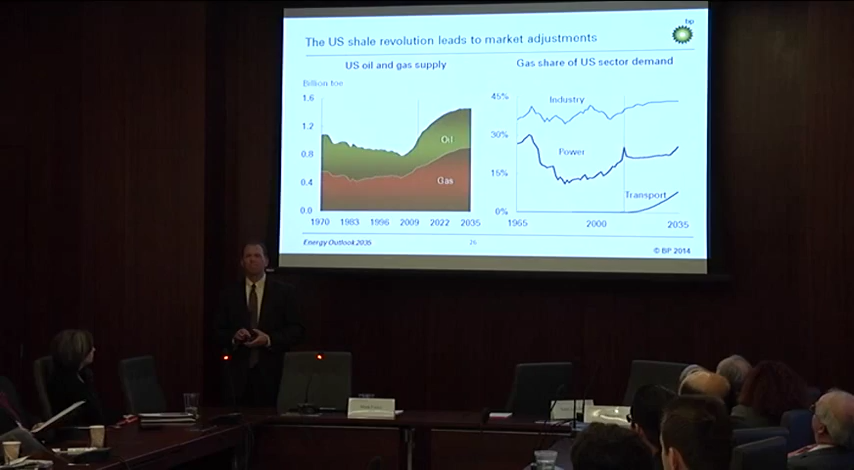 bp
The US shale revolution leads to market adjustments
US oil and gas supply
Gas share of US sector demand
Billion toe
1.6
1.2
0.8
0.4
0.0
Oil
Gas
1970 1983 1996 2009 2022 2035
45%
30%
15%
0%
Industry
Power
Transport
1965 2000 2035
Energy Outlook 2035
26
© BP 2014